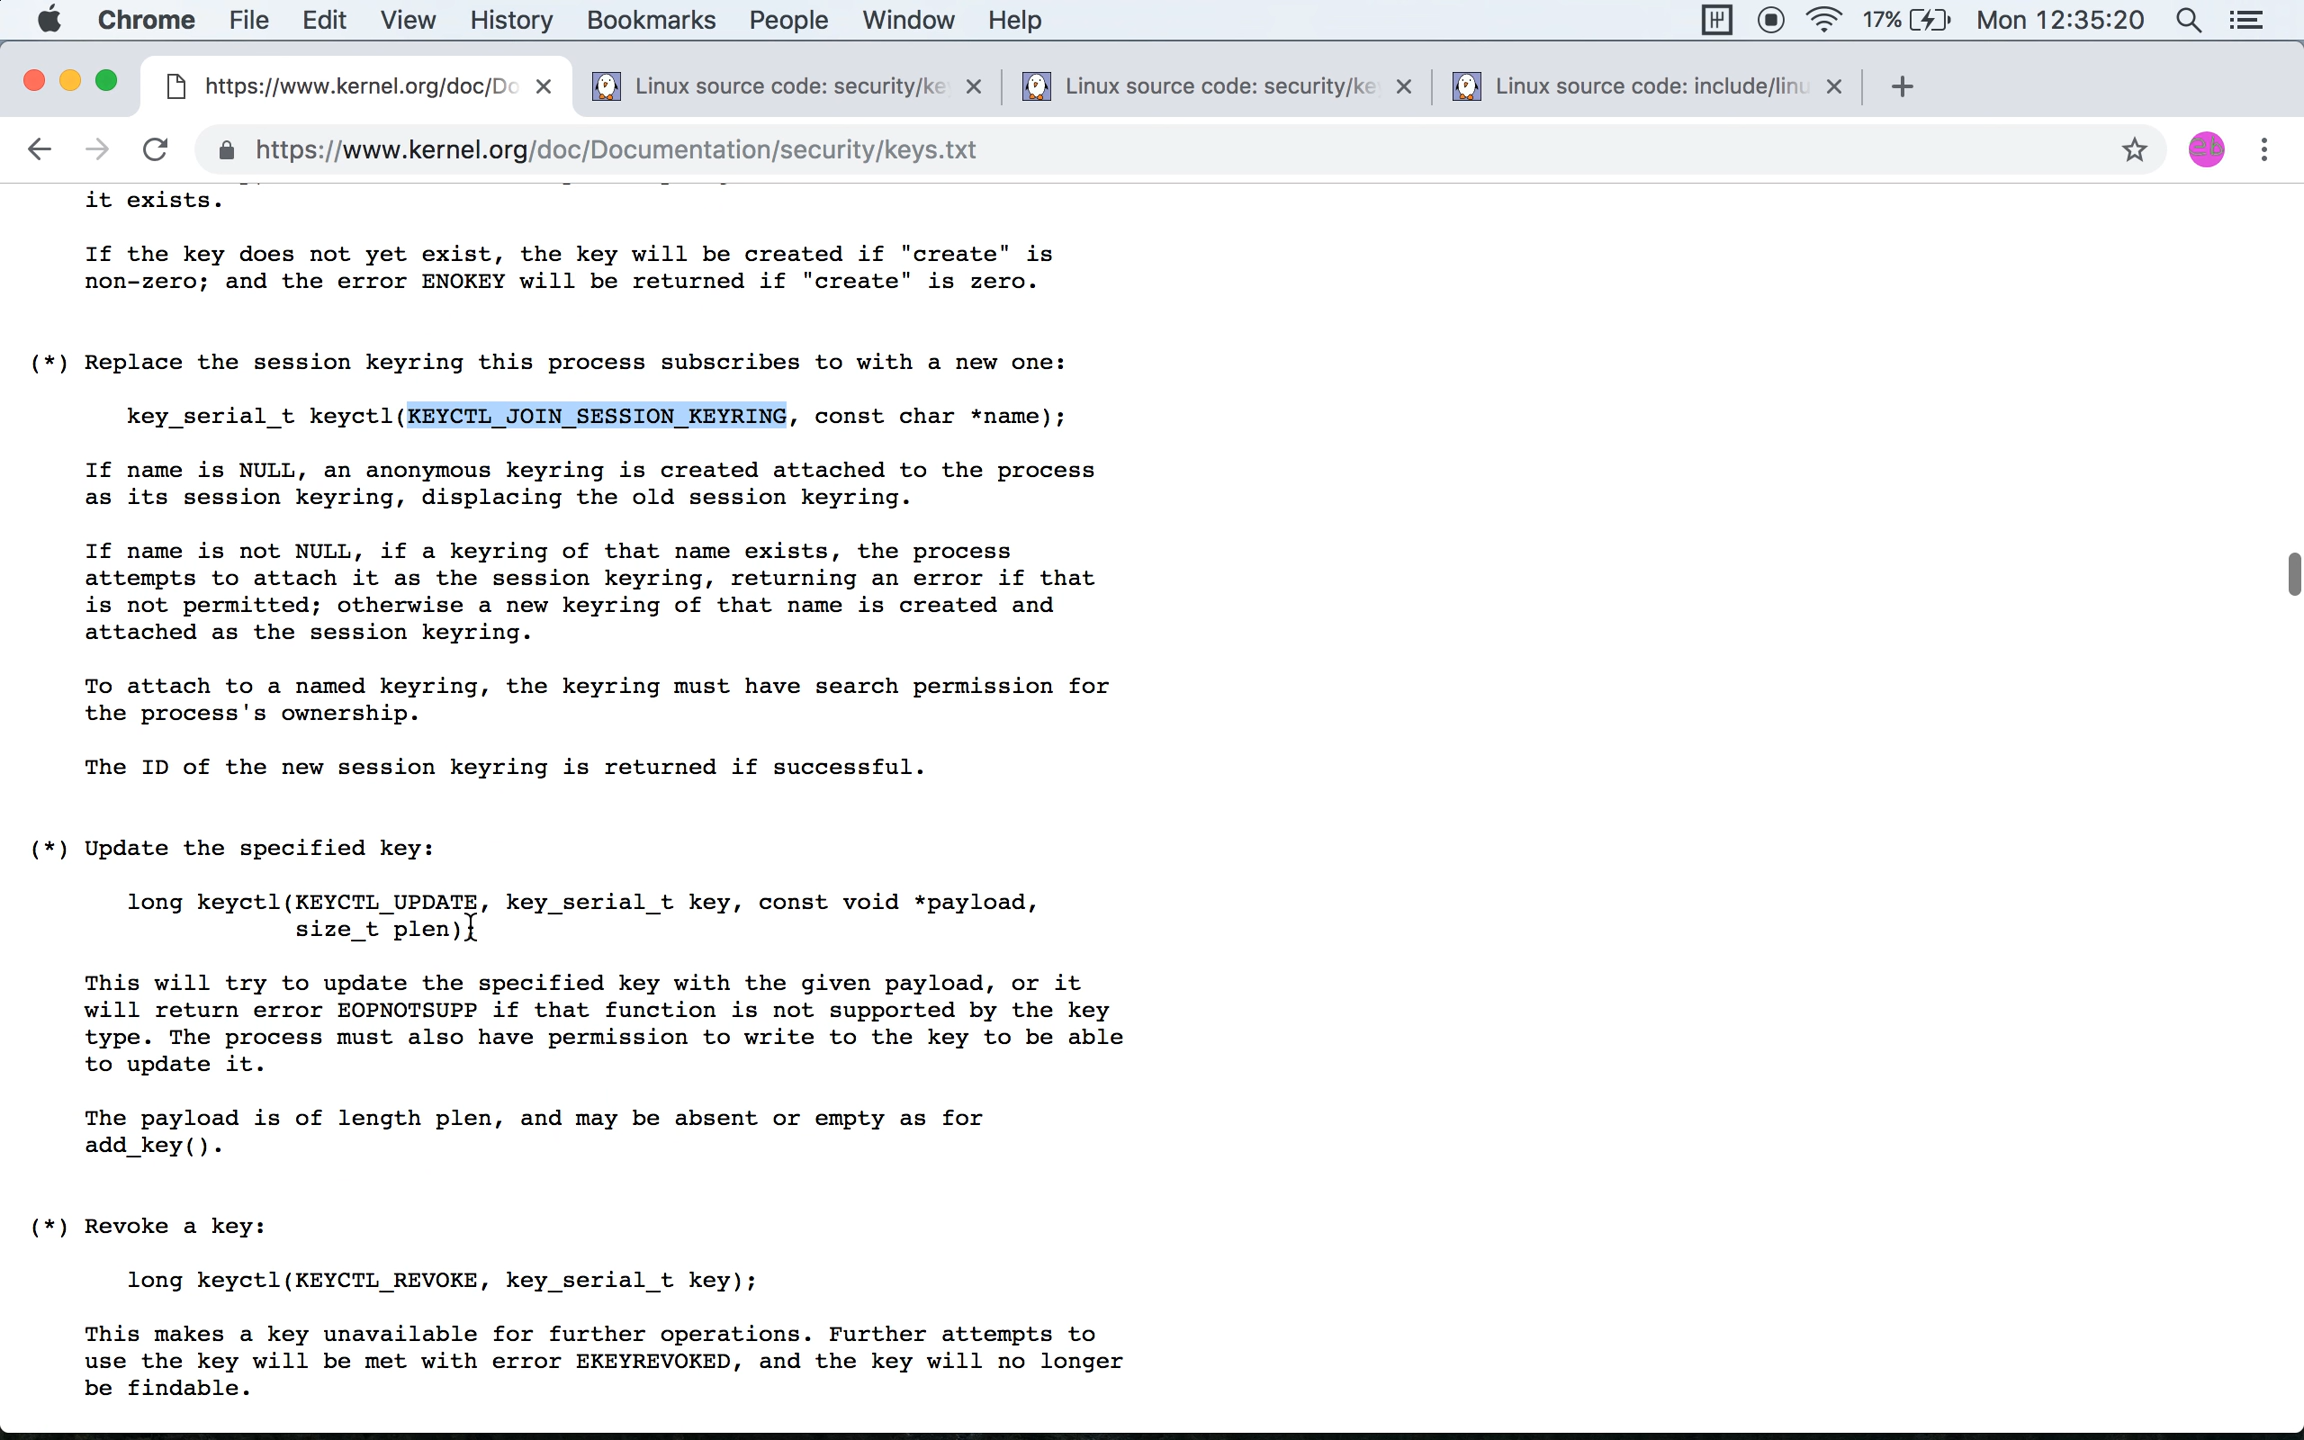 Chrome File Edit View History Bookmarks People Window Help 17% Mon 12:35:20
https://www.kernel.org/doc/Do Linux source code: security/ke Linux source code: security/ke Linux source code: include/linu
https://www.kernel.org/doc/Documentation/security/keys.txt
it exists.
If the key does not yet exist, the key will be created if "create" is
non-zero; and the error ENOKEY will be returned if "create" is zero.
(*) Replace the session keyring this process subscribes to with a new one:
key_serial_t keyctl(KEYCTL_JOIN_SESSION_KEYRING, const char *name);
If name is NULL, an anonymous keyring is created attached to the process
as its session keyring, displacing the old session keyring.
If name is not NULL, if a keyring of that name exists, the process
attempts to attach it as the session keyring, returning an error if that
is not permitted; otherwise a new keyring of that name is created and
attached as the session keyring.
To attach to a named keyring, the keyring must have search permission for
the process's ownership.
The ID of the new session keyring is returned if successful.
(*) Update the specified key:
long keyctl(KEYCTL_UPDATE, key_serial_t key, const void *payload,
size_t plen);
This will try to update the specified key with the given payload, or it
will return error EOPNOTSUPP if that function is not supported by the key
type. The process must also have permission to write to the key to be able
to update it.
The payload is of length plen, and may be absent or empty as for
add_key().
(*) Revoke a key:
long keyctl(KEYCTL_REVOKE, key_serial_t key);
This makes a key unavailable for further operations. Further attempts to
use the key will be met with error EKEYREVOKED, and the key will no longer
be findable.